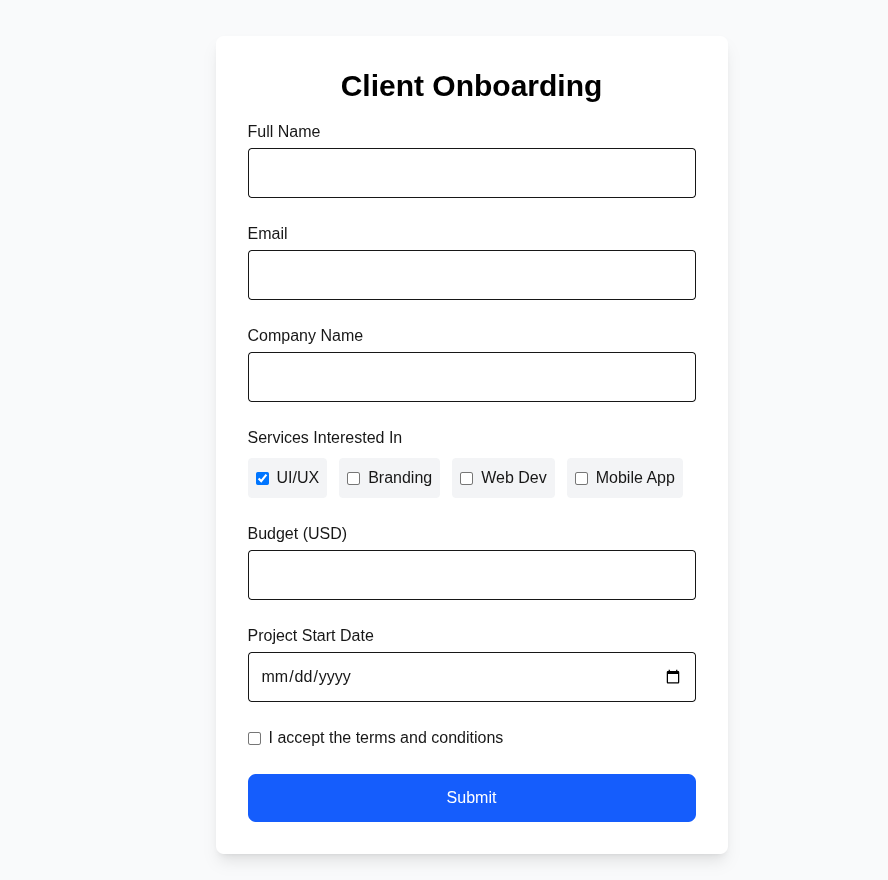 Client Onboarding
Full Name
Email
Company Name
Services Interested In
UI/UX Branding Web Dev Mobile App
Budget (USD)
Project Start Date
mm/dd/yyyy
I accept the terms and conditions
Submit